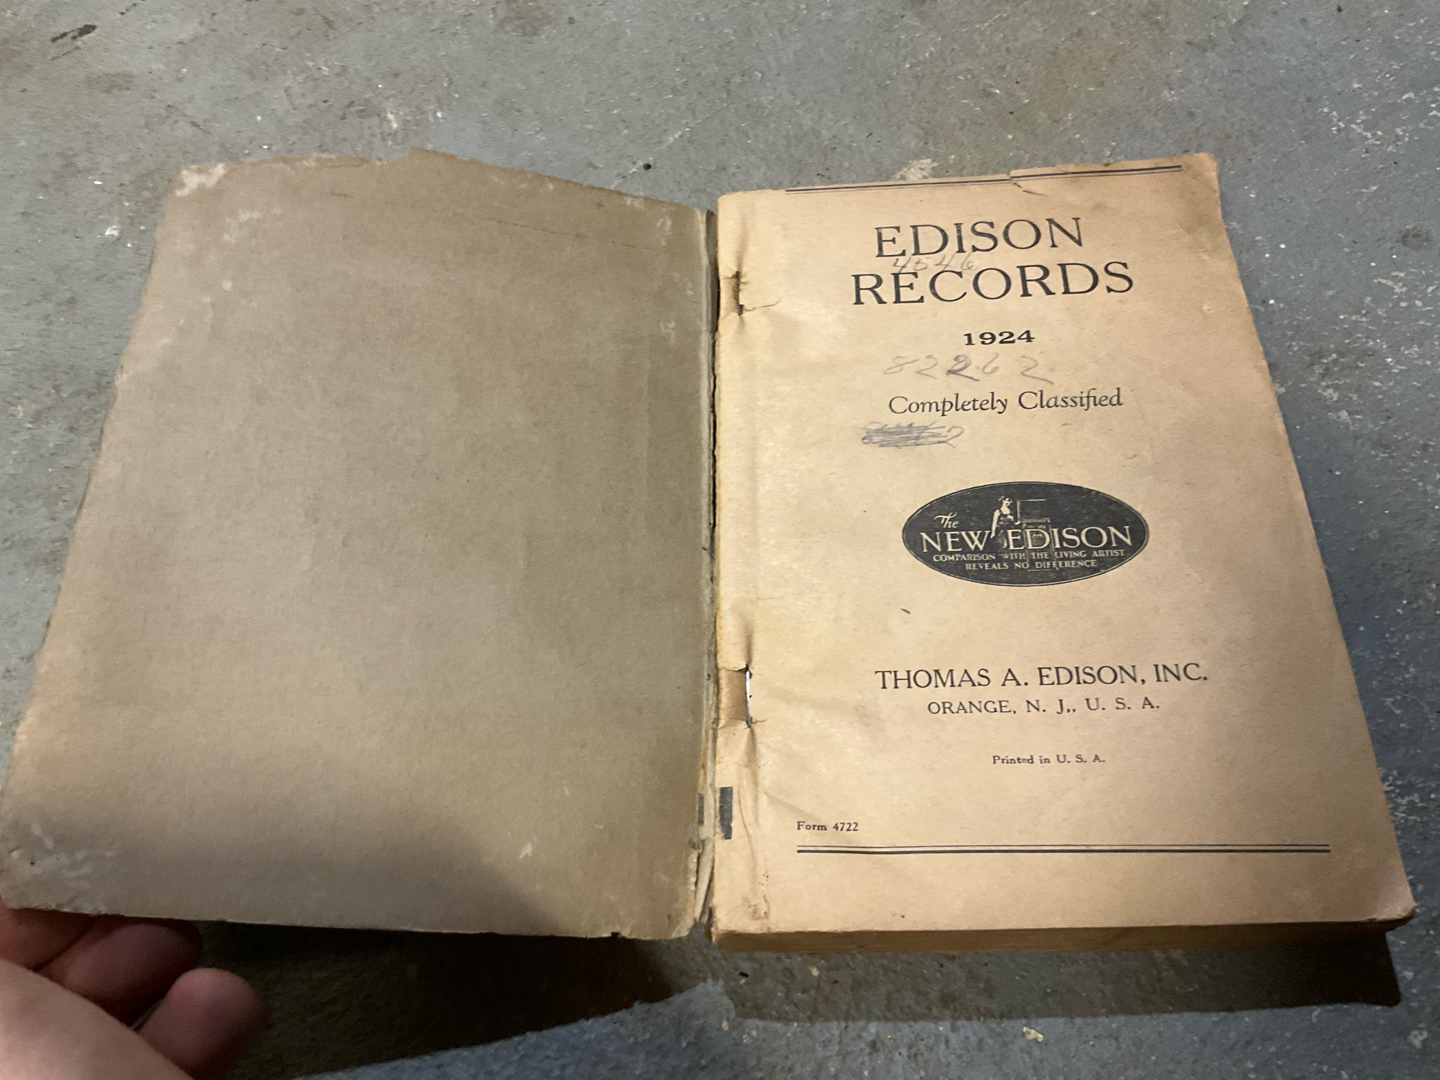 EDISON
4546
RECORDS
1924
82262
Completely Classified
The
NEW EDISON
COMPARISON WITH THE LIVING ARTIST
REVEALS NO DIFFERENCE
THOMAS A. EDISON, INC.
ORANGE, N. J., U. S. A.
Printed in U. S. A.
Form 4722